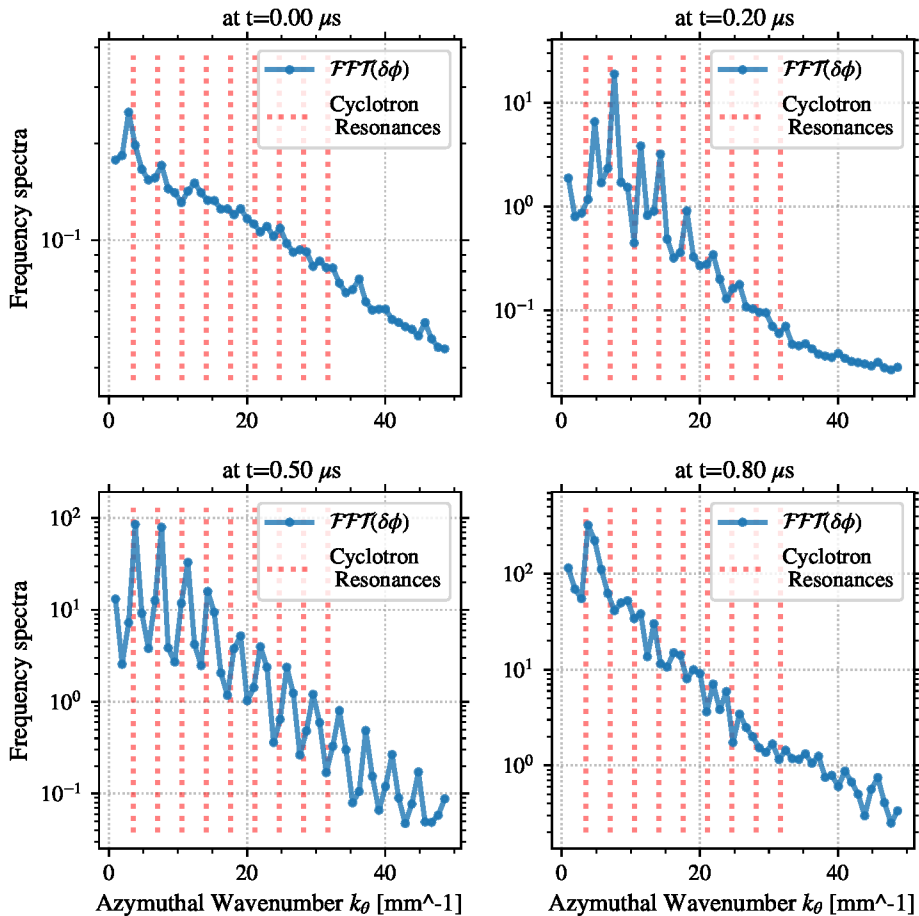 at t=0.00 μs
at t=0.20 μs
Frequency spectra
10^-1
FFT(δϕ)
Cyclotron
Resonances
0
20
40
10^1
10^0
10^-1
FFT(δϕ)
Cyclotron
Resonances
0
20
40
at t=0.50 μs
at t=0.80 μs
Frequency spectra
10^2
10^1
10^0
10^-1
FFT(δϕ)
Cyclotron
Resonances
0
20
40
Azymuthal Wavenumber k_θ [mm^-1]
10^2
10^1
10^0
FFT(δϕ)
Cyclotron
Resonances
0
20
40
Azymuthal Wavenumber k_θ [mm^-1]